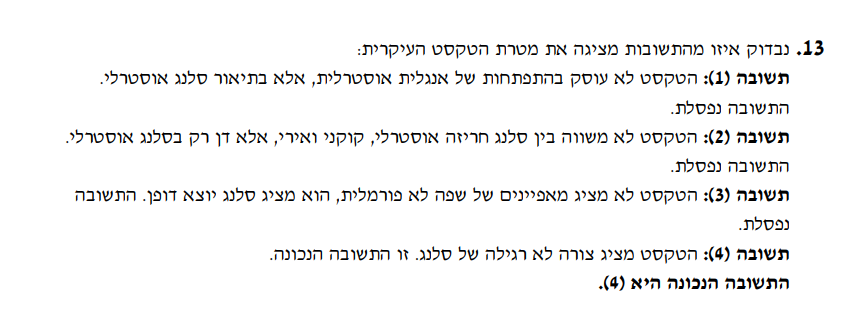 13. נבדוק איזו מהתשובות מציגה את מטרת הטקסט העיקרית:
תשובה (1): הטקסט לא עוסק בהתפתחות של אנגלית אוסטרלית, אלא בתיאור סלנג אוסטרלי.
התשובה נפסלת.
תשובה (2): הטקסט לא משווה בין סלנג חריזה אוסטרלי, קוקני ואירי, אלא דן רק בסלנג אוסטרלי.
התשובה נפסלת.
תשובה (3): הטקסט לא מציג מאפיינים של שפה לא פורמלית, הוא מציג סלנג יוצא דופן. התשובה
נפסלת.
תשובה (4): הטקסט מציג צורה לא רגילה של סלנג. זו התשובה הנכונה.
התשובה הנכונה היא (4).